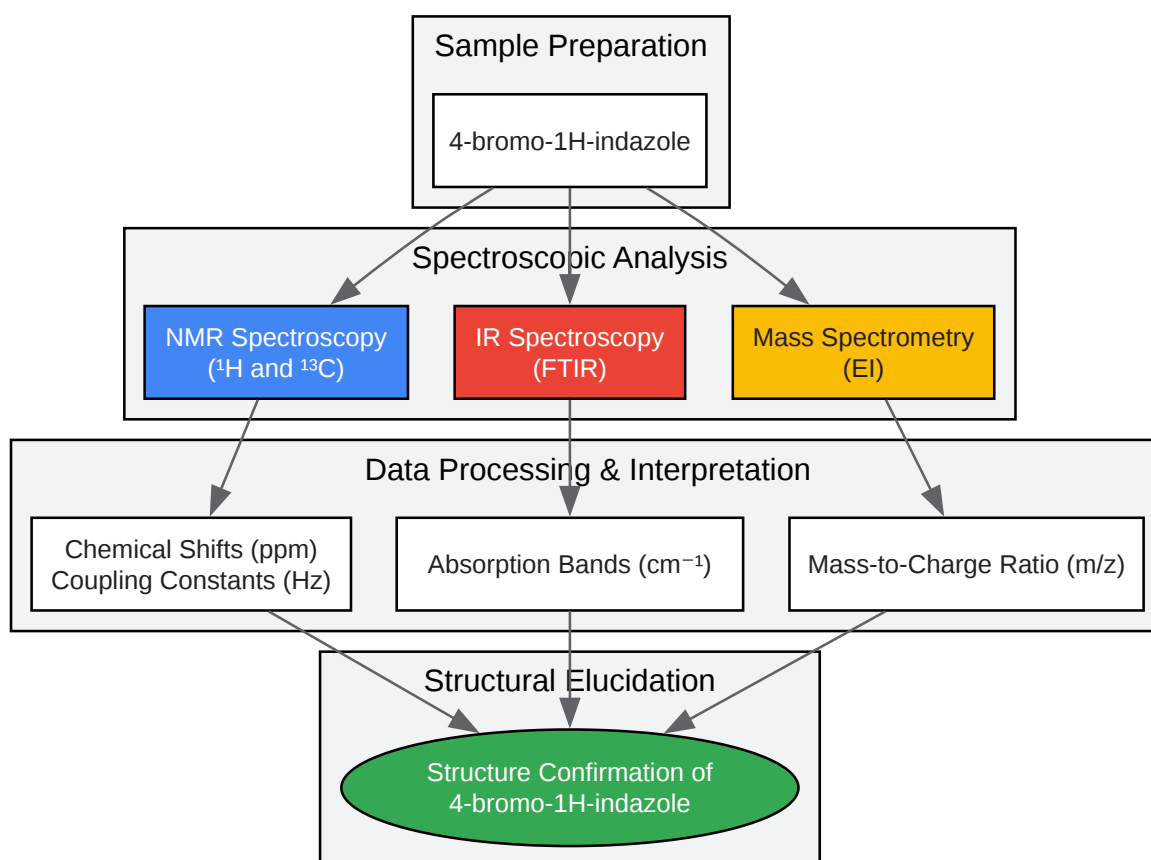 Sample Preparation
4-bromo-1H-indazole
Spectroscopic Analysis
NMR Spectroscopy
(¹H and ¹³C)
IR Spectroscopy
(FTIR)
Mass Spectrometry
(EI)
Data Processing & Interpretation
Chemical Shifts (ppm)
Coupling Constants (Hz)
Absorption Bands (cm⁻¹)
Mass-to-Charge Ratio (m/z)
Structural Elucidation
Structure Confirmation of
4-bromo-1H-indazole